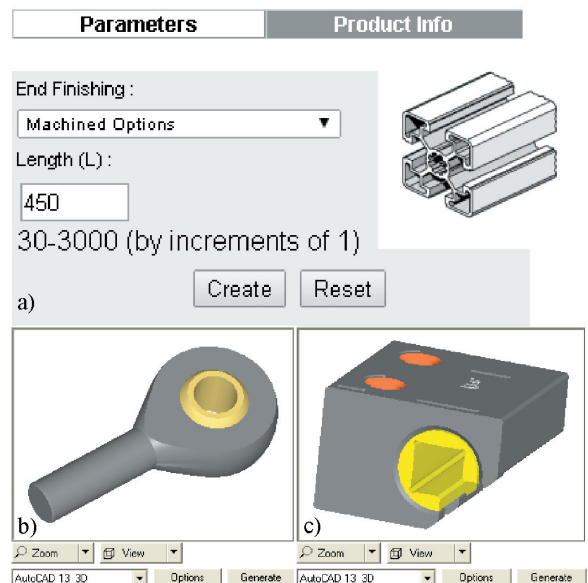 Parameters Product Info
End Finishing :
Machined Options
Length (L) :
450
30-3000 (by increments of 1)
Create Reset
a)
b) c)
Zoom View Zoom View
AutoCAD 13 3D Options Generate AutoCAD 13 3D Options Generate